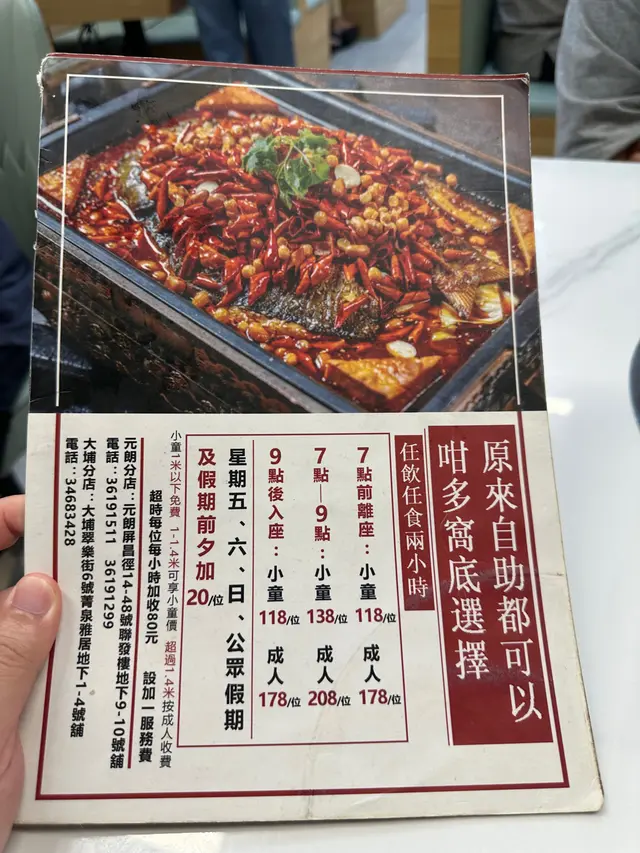 原來自助都可以
咁多窩底選擇
任飲任食兩小時
7點前離座：小童118/位 成人178/位
7點—9點：小童138/位 成人208/位
9點後入座：小童118/位 成人178/位
星期五、六、日、公眾假期
及假期前夕加20/位
小童1米以下免費 1-1.4米可享小童價 超過1.4米按成人收費
超時每位每小時加收80元 設加一服務費
元朗分店：元朗屏昌徑14-48號聯發樓地下9-10號舖
電話：36191511 36191299
大埔分店：大埔翠樂街6號菁泉雅居地下1-4號舖
電話：34683428